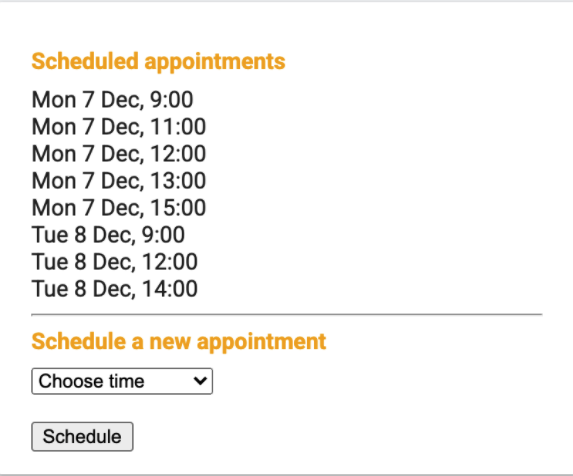 Scheduled appointments
Mon 7 Dec, 9:00
Mon 7 Dec, 11:00
Mon 7 Dec, 12:00
Mon 7 Dec, 13:00
Mon 7 Dec, 15:00
Tue 8 Dec, 9:00
Tue 8 Dec, 12:00
Tue 8 Dec, 14:00
Schedule a new appointment
Choose time
Schedule